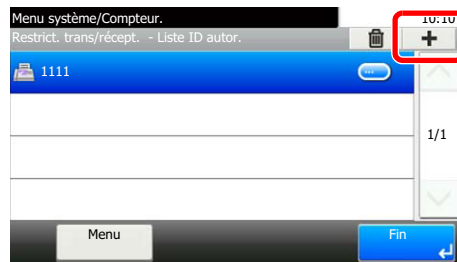 Menu système/Compteur. 10:10
Restrict. trans/récept. - Liste ID autor.
+
1111
1/1
Menu
Fin